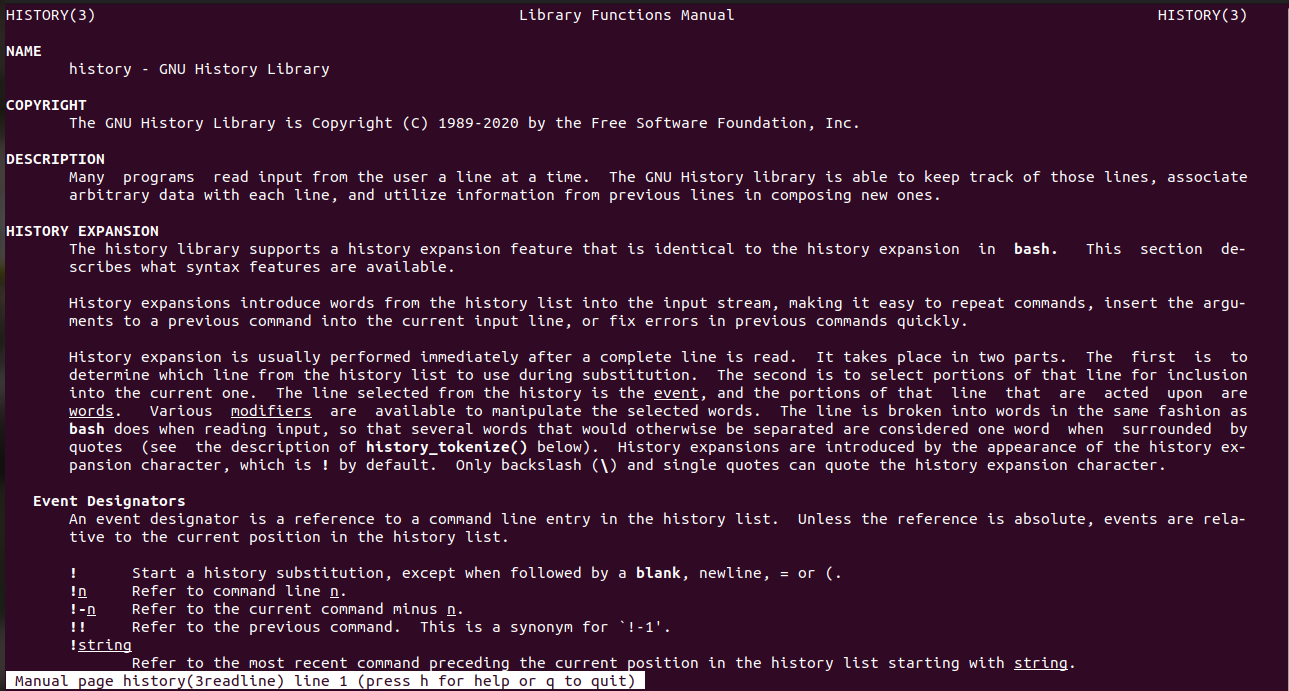 HISTORY(3)                    Library Functions Manual                    HISTORY(3)
NAME
history - GNU History Library
COPYRIGHT
The GNU History Library is Copyright (C) 1989-2020 by the Free Software Foundation, Inc.
DESCRIPTION
Many  programs  read input from the user a line at a time.  The GNU History library is able to keep track of those lines, associate
arbitrary data with each line, and utilize information from previous lines in composing new ones.
HISTORY EXPANSION
The history library supports a history expansion feature that is identical to the history expansion  in  bash.   This  section  de-
scribes what syntax features are available.
History expansions introduce words from the history list into the input stream, making it easy to repeat commands, insert the argu-
ments to a previous command into the current input line, or fix errors in previous commands quickly.
History expansion is usually performed immediately after a complete line is read.  It takes place in two parts.  The  first  is  to
determine which line from the history list to use during substitution.  The second is to select portions of that line for inclusion
into the current one.  The line selected from the history is the event, and the portions of that  line  that  are  acted  upon  are
words.   Various  modifiers  are  available to manipulate the selected words.  The line is broken into words in the same fashion as
bash does when reading input, so that several words that would otherwise be separated are considered one word  when  surrounded  by
quotes  (see  the description of history_tokenize() below).  History expansions are introduced by the appearance of the history ex-
pansion character, which is ! by default.  Only backslash (\) and single quotes can quote the history expansion character.
Event Designators
An event designator is a reference to a command line entry in the history list.  Unless the reference is absolute, events are rela-
tive to the current position in the history list.
!      Start a history substitution, except when followed by a blank, newline, = or (.
!n     Refer to command line n.
!-n    Refer to the current command minus n.
!!     Refer to the previous command.  This is a synonym for `!-1'.
!string
Refer to the most recent command preceding the current position in the history list starting with string.
Manual page history(3readline) line 1 (press h for help or q to quit)